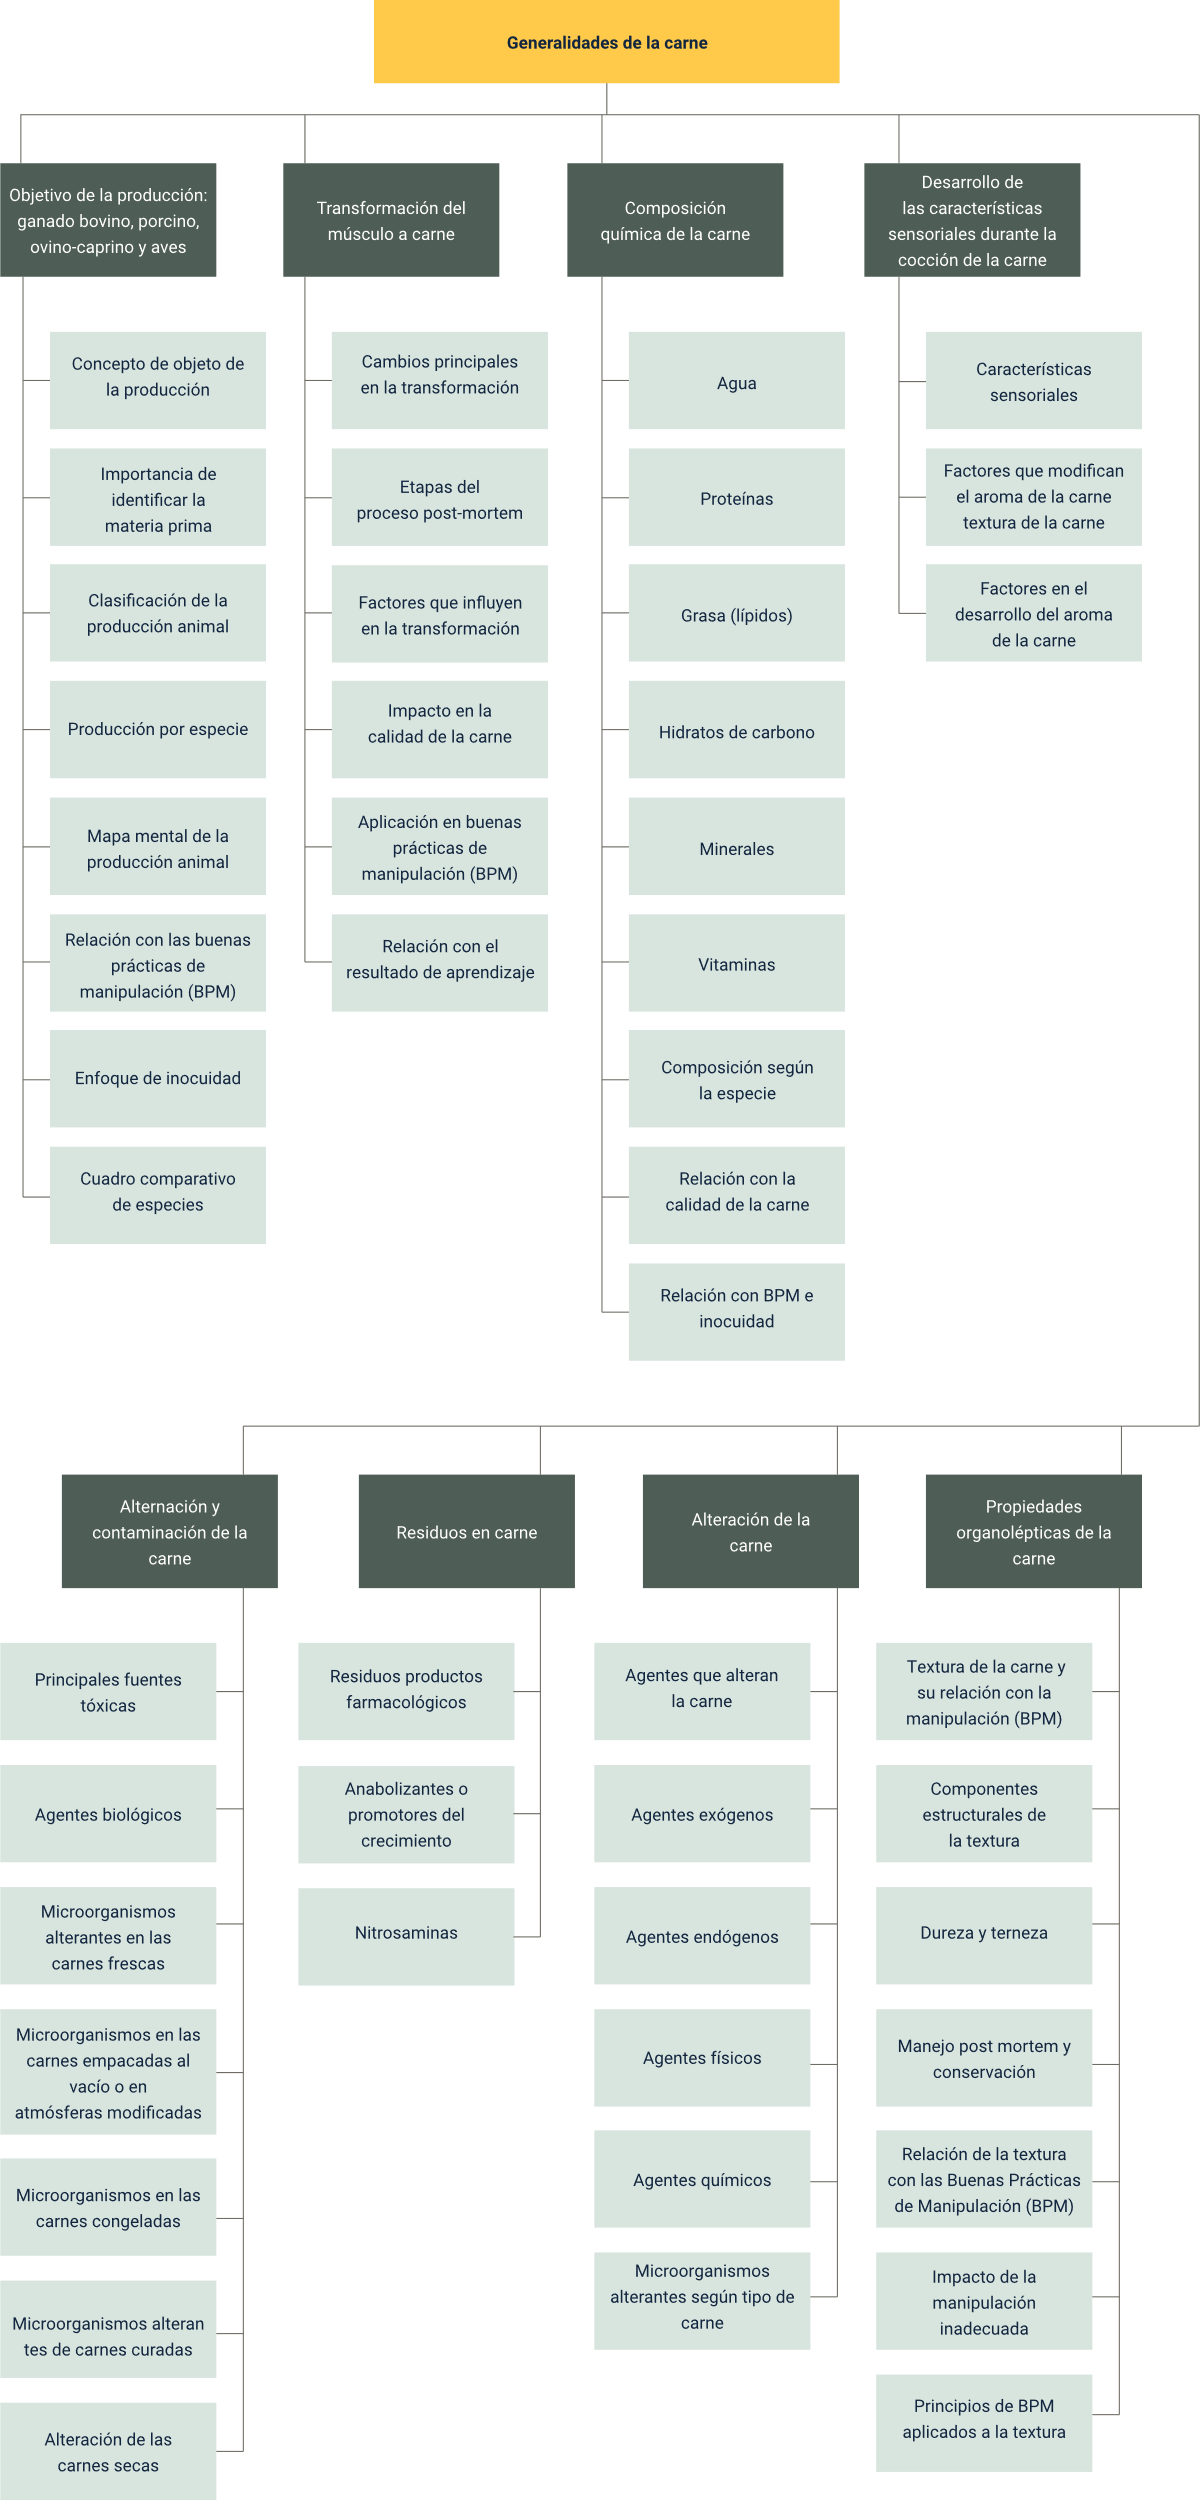 Generalidades de la carne
Objetivo de la producción:
ganado bovino, porcino,
ovino-caprino y aves
Concepto de objeto de
la producción
Importancia de
identificar la
materia prima
Clasificación de la
producción animal
Producción por especie
Mapa mental de la
producción animal
Relación con las buenas
prácticas de
manipulación (BPM)
Enfoque de inocuidad
Cuadro comparativo
de especies
Transformación del
músculo a carne
Cambios principales
en la transformación
Etapas del
proceso post-mortem
Factores que influyen
en la transformación
Impacto en la
calidad de la carne
Aplicación en buenas
prácticas de
manipulación (BPM)
Relación con el
resultado de aprendizaje
Composición
química de la carne
Agua
Proteínas
Grasa (lípidos)
Hidratos de carbono
Minerales
Vitaminas
Composición según
la especie
Relación con la
calidad de la carne
Relación con BPM e
inocuidad
Desarrollo de
las características
sensoriales durante la
cocción de la carne
Características
sensoriales
Factores que modifican
el aroma de la carne
textura de la carne
Factores en el
desarrollo del aroma
de la carne
Alternación y
contaminación de la
carne
Principales fuentes
tóxicas
Agentes biológicos
Microorganismos
alterantes en las
carnes frescas
Microorganismos en las
carnes empacadas al
vacío o en
atmósferas modificadas
Microorganismos en las
carnes congeladas
Microorganismos alteran
tes de carnes curadas
Alteración de las
carnes secas
Residuos en carne
Residuos productos
farmacológicos
Anabolizantes o
promotores del
crecimiento
Nitrosaminas
Alteración de la
carne
Agentes que alteran
la carne
Agentes exógenos
Agentes endógenos
Agentes físicos
Agentes químicos
Microorganismos
alterantes según tipo de
carne
Propiedades
organolépticas de la
carne
Textura de la carne y
su relación con la
manipulación (BPM)
Componentes
estructurales de
la textura
Dureza y terneza
Manejo post mortem y
conservación
Relación de la textura
con las Buenas Prácticas
de Manipulación (BPM)
Impacto de la
manipulación
inadecuada
Principios de BPM
aplicados a la textura